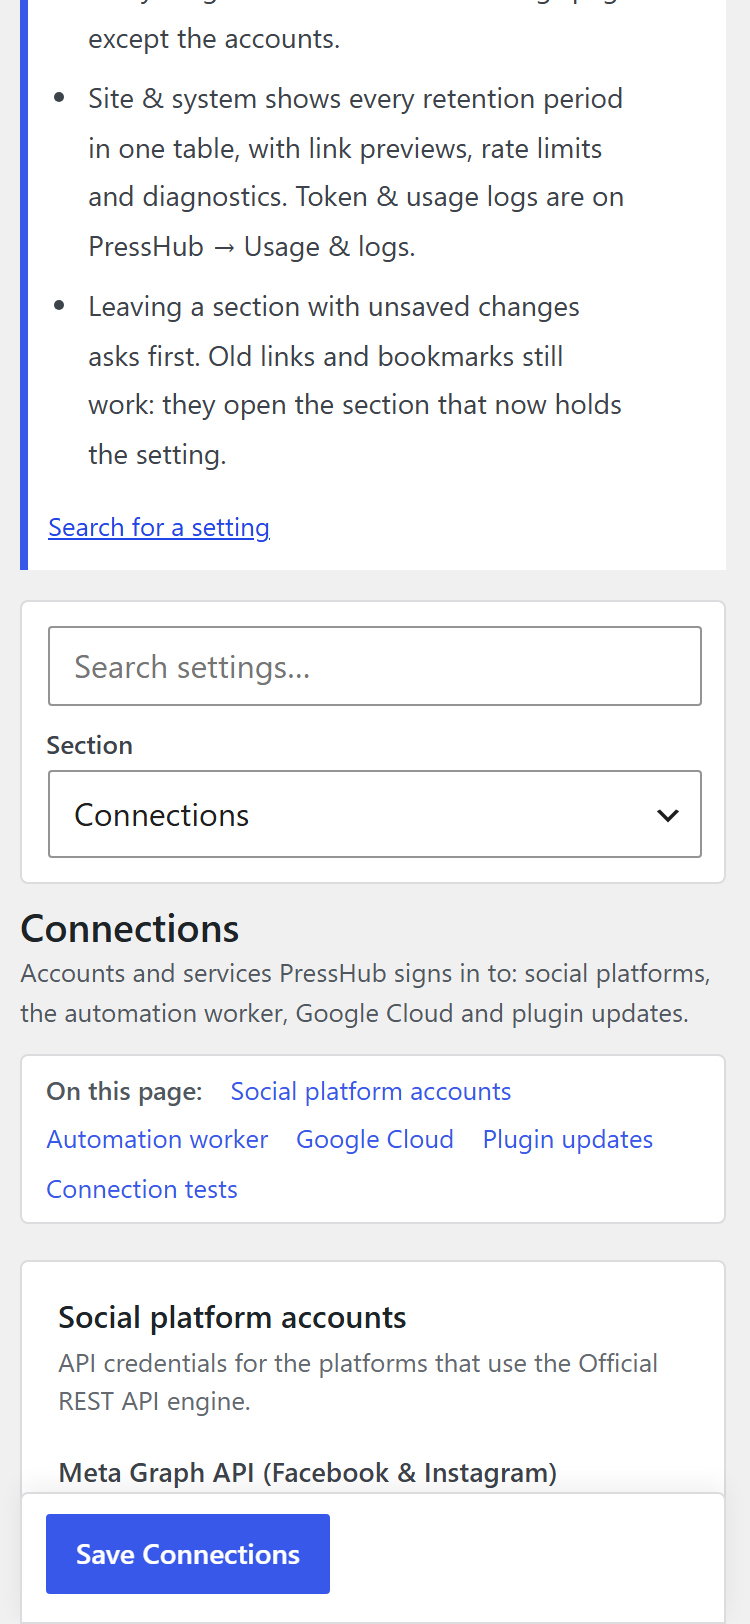 except the accounts.
Site & system shows every retention period
in one table, with link previews, rate limits
and diagnostics. Token & usage logs are on
PressHub → Usage & logs.
Leaving a section with unsaved changes
asks first. Old links and bookmarks still
work: they open the section that now holds
the setting.
Search for a setting
Search settings...
Section
Connections
Connections
Accounts and services PressHub signs in to: social platforms,
the automation worker, Google Cloud and plugin updates.
On this page: Social platform accounts
Automation worker Google Cloud Plugin updates
Connection tests
Social platform accounts
API credentials for the platforms that use the Official
REST API engine.
Meta Graph API (Facebook & Instagram)
Save Connections